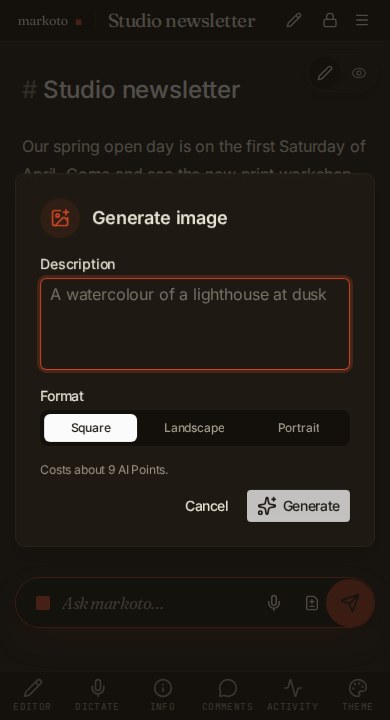 markoto
Studio newsletter
# Studio newsletter
Our spring open day is on the first Saturday of
April. Come and see the new print workshop
Generate image
Description
A watercolour of a lighthouse at dusk
Format
Square Landscape Portrait
Costs about 9 AI Points.
Cancel Generate
Ask markoto...
EDITOR DICTATE INFO COMMENTS ACTIVITY THEME